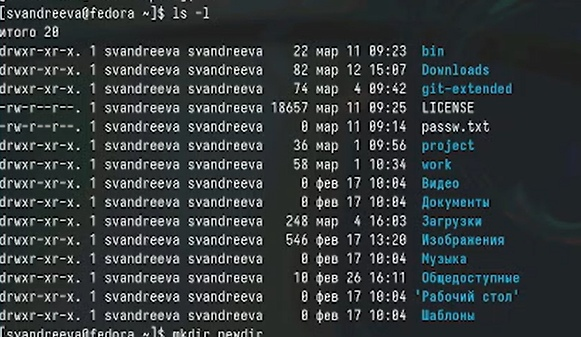 [svandreeva@fedora ~]$ ls -l
итого 20
drwxr-xr-x. 1 svandreeva svandreeva 22 мар 11 09:23 bin
drwxr-xr-x. 1 svandreeva svandreeva 82 мар 12 15:07 Downloads
drwxr-xr-x. 1 svandreeva svandreeva 74 мар 4 09:42 git-extended
-rw-r--r--. 1 svandreeva svandreeva 18657 мар 11 09:25 LICENSE
-rw-r--r--. 1 svandreeva svandreeva 0 мар 11 09:14 passw.txt
drwxr-xr-x. 1 svandreeva svandreeva 36 мар 1 09:56 project
drwxr-xr-x. 1 svandreeva svandreeva 58 мар 1 10:34 work
drwxr-xr-x. 1 svandreeva svandreeva 0 фев 17 10:04 Видео
drwxr-xr-x. 1 svandreeva svandreeva 0 фев 17 10:04 Документы
drwxr-xr-x. 1 svandreeva svandreeva 248 мар 4 16:03 Загрузки
drwxr-xr-x. 1 svandreeva svandreeva 546 фев 17 13:20 Изображения
drwxr-xr-x. 1 svandreeva svandreeva 0 фев 17 10:04 Музыка
drwxr-xr-x. 1 svandreeva svandreeva 10 фев 26 16:11 Общедоступные
drwxr-xr-x. 1 svandreeva svandreeva 0 фев 17 10:04 'Рабочий стол'
drwxr-xr-x. 1 svandreeva svandreeva 0 фев 17 10:04 Шаблоны
[svandreeva@fedora ~]$ mkdir newdir